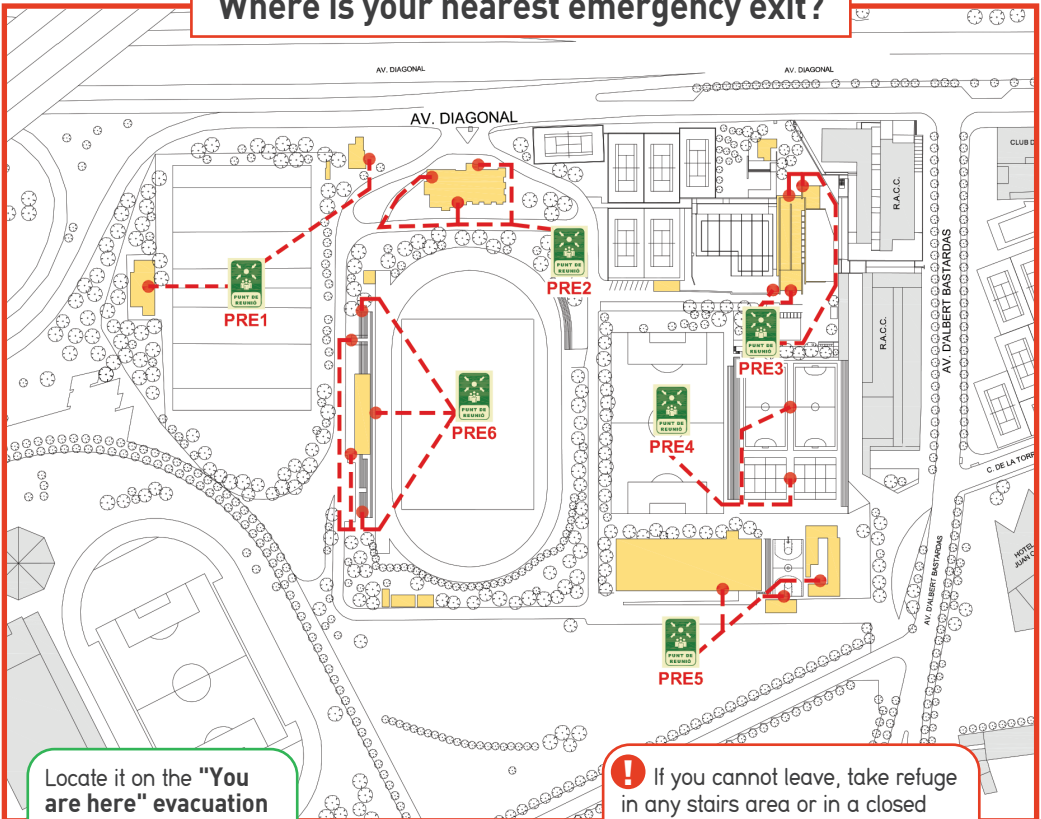 Where is your nearest emergency exit?
AV. DIAGONAL
AV. DIAGONAL
AV. DIAGONAL
CLUB D
R.A.C.C.
AV. D'ALBERT BASTARDAS
PUNT DE
REUNIÓ
PRE1
PUNT DE
REUNIÓ
PRE2
PUNT DE
REUNIÓ
PRE3
R.A.C.C.
PUNT DE
REUNIÓ
PRE4
PUNT DE
REUNIÓ
PRE6
C. DE LA TORR
HOTEL
JUAN C
AV. D'ALBERT BASTARDAS
PUNT DE
REUNIÓ
PRE5
Locate it on the "You
are here" evacuation
! If you cannot leave, take refuge
in any stairs area or in a closed